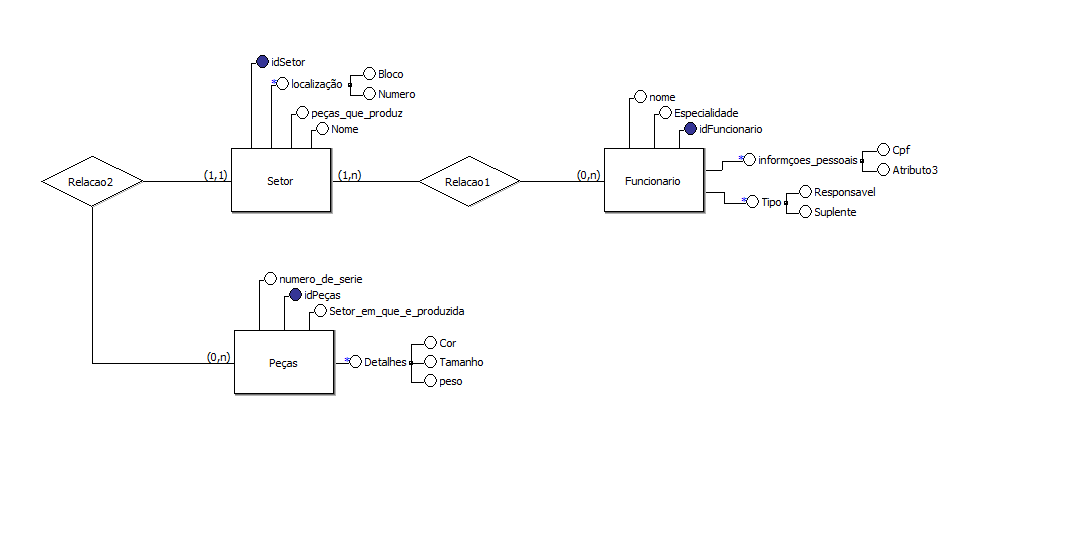 idSetor
* localização
Bloco
Numero
peças_que_produz
Nome
nome
Especialidade
idFuncionario
* informçoes_pessoais
Cpf
Atributo3
* Tipo
Responsavel
Suplente
Relacao2
(1,1)
Setor
(1,n)
Relacao1
(0,n)
Funcionario
numero_de_serie
idPeças
Setor_em_que_e_produzida
(0,n)
Peças
* Detalhes
Cor
Tamanho
peso